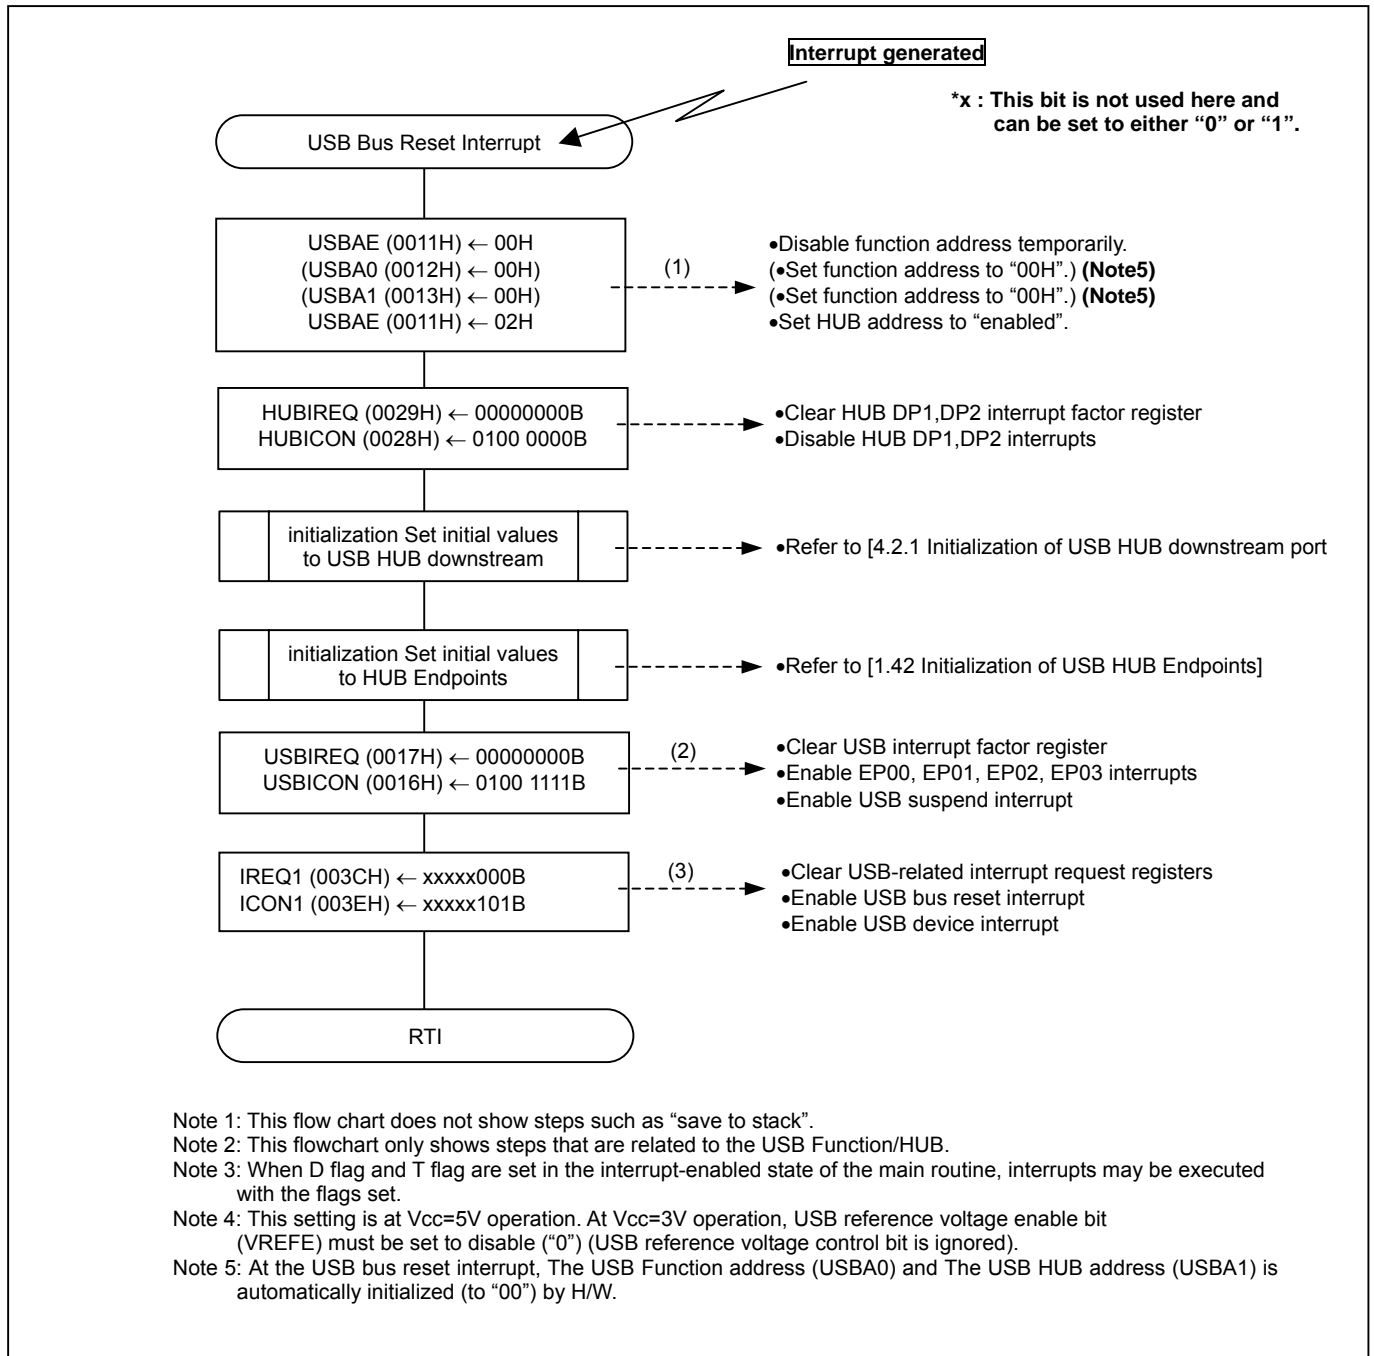 Interrupt generated
*x : This bit is not used here and
can be set to either “0” or “1”.
USB Bus Reset Interrupt
USBAE (0011H) ← 00H
(USBA0 (0012H) ← 00H)
(USBA1 (0013H) ← 00H)
USBAE (0011H) ← 02H
(1)
•Disable function address temporarily.
(•Set function address to “00H”.) (Note5)
(•Set function address to “00H”.) (Note5)
•Set HUB address to “enabled”.
HUBIREQ (0029H) ← 00000000B
HUBICON (0028H) ← 0100 0000B
•Clear HUB DP1,DP2 interrupt factor register
•Disable HUB DP1,DP2 interrupts
initialization Set initial values
to USB HUB downstream
•Refer to [4.2.1 Initialization of USB HUB downstream port
initialization Set initial values
to HUB Endpoints
•Refer to [1.42 Initialization of USB HUB Endpoints]
USBIREQ (0017H) ← 00000000B
USBICON (0016H) ← 0100 1111B
(2)
•Clear USB interrupt factor register
•Enable EP00, EP01, EP02, EP03 interrupts
•Enable USB suspend interrupt
IREQ1 (003CH) ← xxxxx000B
ICON1 (003EH) ← xxxxx101B
(3)
•Clear USB-related interrupt request registers
•Enable USB bus reset interrupt
•Enable USB device interrupt
RTI
Note 1: This flow chart does not show steps such as “save to stack”.
Note 2: This flowchart only shows steps that are related to the USB Function/HUB.
Note 3: When D flag and T flag are set in the interrupt-enabled state of the main routine, interrupts may be executed
with the flags set.
Note 4: This setting is at Vcc=5V operation. At Vcc=3V operation, USB reference voltage enable bit
(VREFE) must be set to disable (“0”) (USB reference voltage control bit is ignored).
Note 5: At the USB bus reset interrupt, The USB Function address (USBA0) and The USB HUB address (USBA1) is
automatically initialized (to “00”) by H/W.